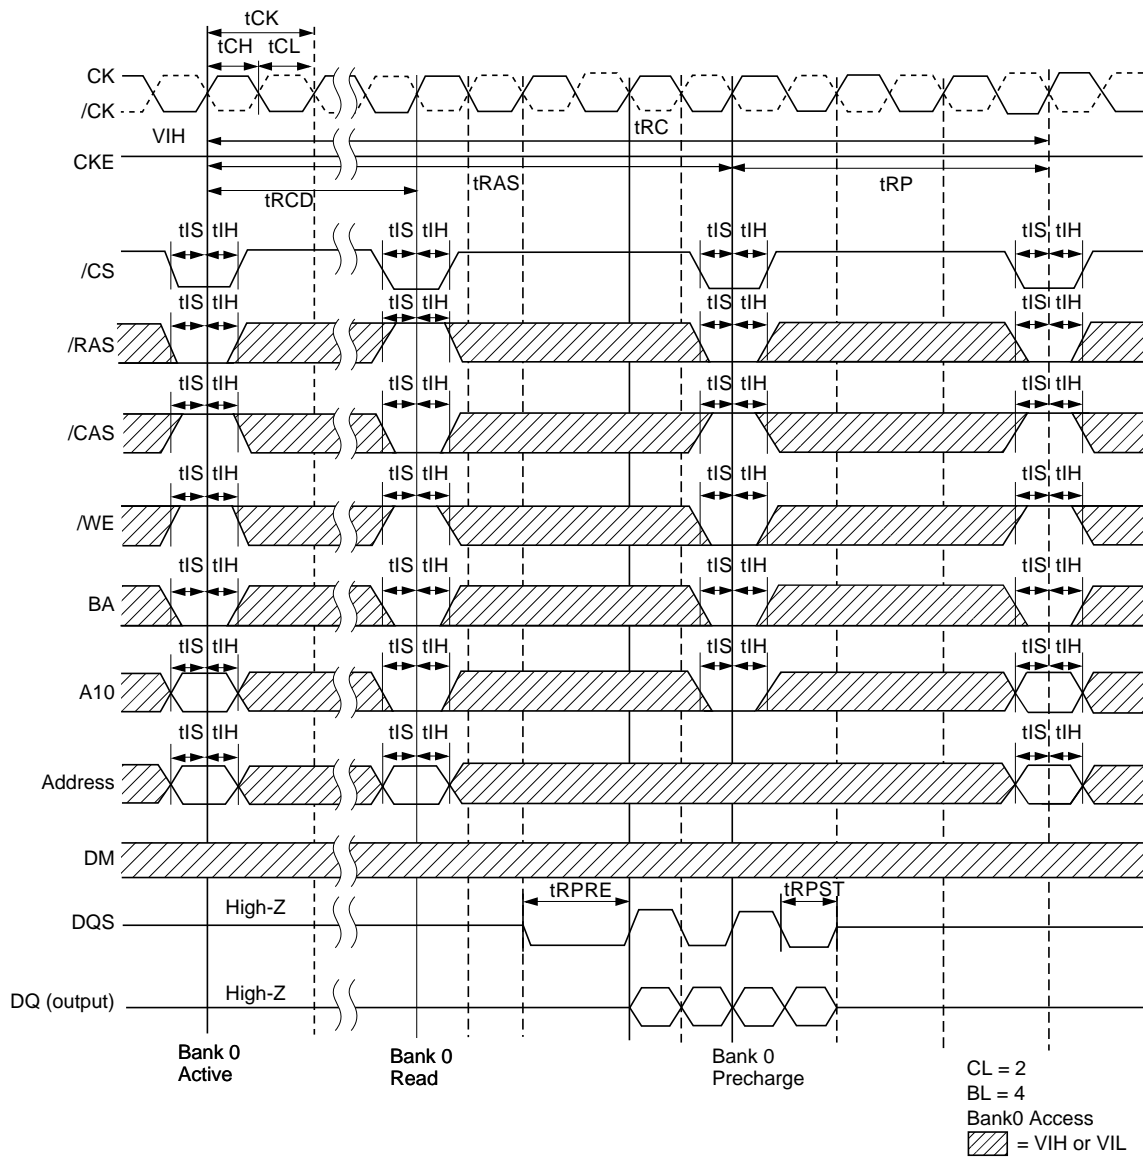 tCK
tCH tCL
CK
/CK
VIH
tRC
CKE
tRAS
tRP
tRCD
tIS tIH tIS tIH tIS tIH tIS tIH
/CS
tIS tIH tIS tIH tIS tIH tIS tIH
/RAS
tIS tIH tIS tIH tIS tIH tIS tIH
/CAS
tIS tIH tIS tIH tIS tIH tIS tIH
/WE
tIS tIH tIS tIH tIS tIH tIS tIH
BA
tIS tIH tIS tIH tIS tIH tIS tIH
A10
tIS tIH tIS tIH tIS tIH
Address
DM
tRPRE tRPST
High-Z
DQS
High-Z
DQ (output)
Bank 0
Active
Bank 0
Read
Bank 0
Precharge
CL = 2
BL = 4
Bank0 Access
= VIH or VIL